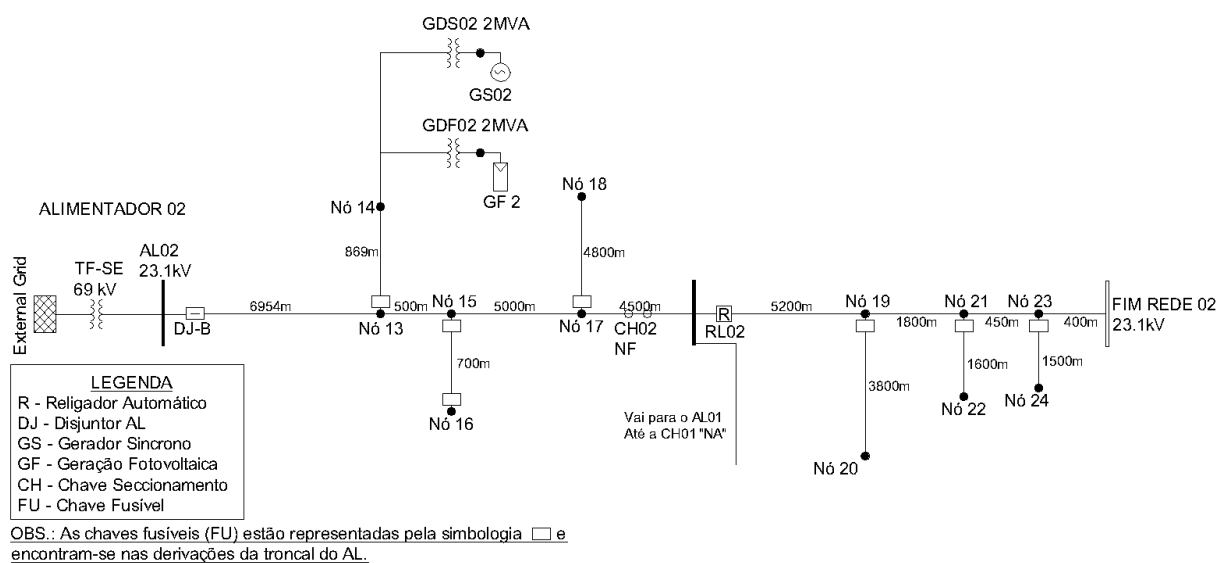 GDS02 2MVA
GS02
GDF02 2MVA
GF 2
Nó 18
Nó 14
ALIMENTADOR 02
869m
4800m
External Grid
TF-SE
69 kV
AL02
23.1kV
DJ-B
6954m
Nó 13
500m
Nó 15
5000m
Nó 17
4500m
CH02
NF
R
RL02
5200m
Nó 19
1800m
Nó 21
450m
Nó 23
400m
FIM REDE 02
23.1kV
700m
Nó 16
3800m
Nó 20
1600m
Nó 22
1500m
Nó 24
Vai para o AL01
Até a CH01 "NA"
LEGENDA
R - Religador Automático
DJ - Disjuntor AL
GS - Gerador Sincrono
GF - Geração Fotovoltaica
CH - Chave Seccionamento
FU - Chave Fusível
OBS.: As chaves fusíveis (FU) estão representadas pela simbologia e
encontram-se nas derivações da troncal do AL.